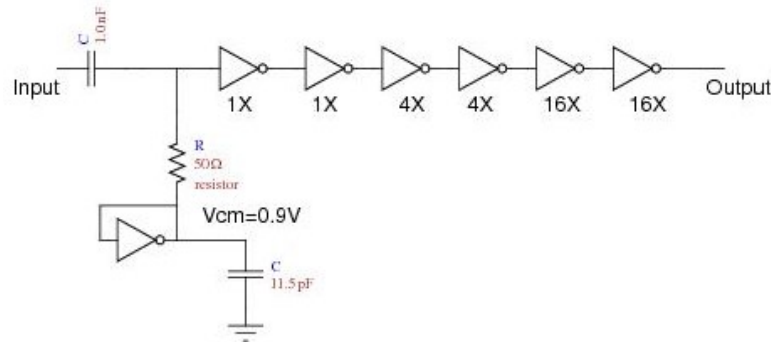 C
1.0nF
Input
1X
1X
4X
4X
16X
16X
Output
R
50Ω
resistor
Vcm=0.9V
C
11.5pF